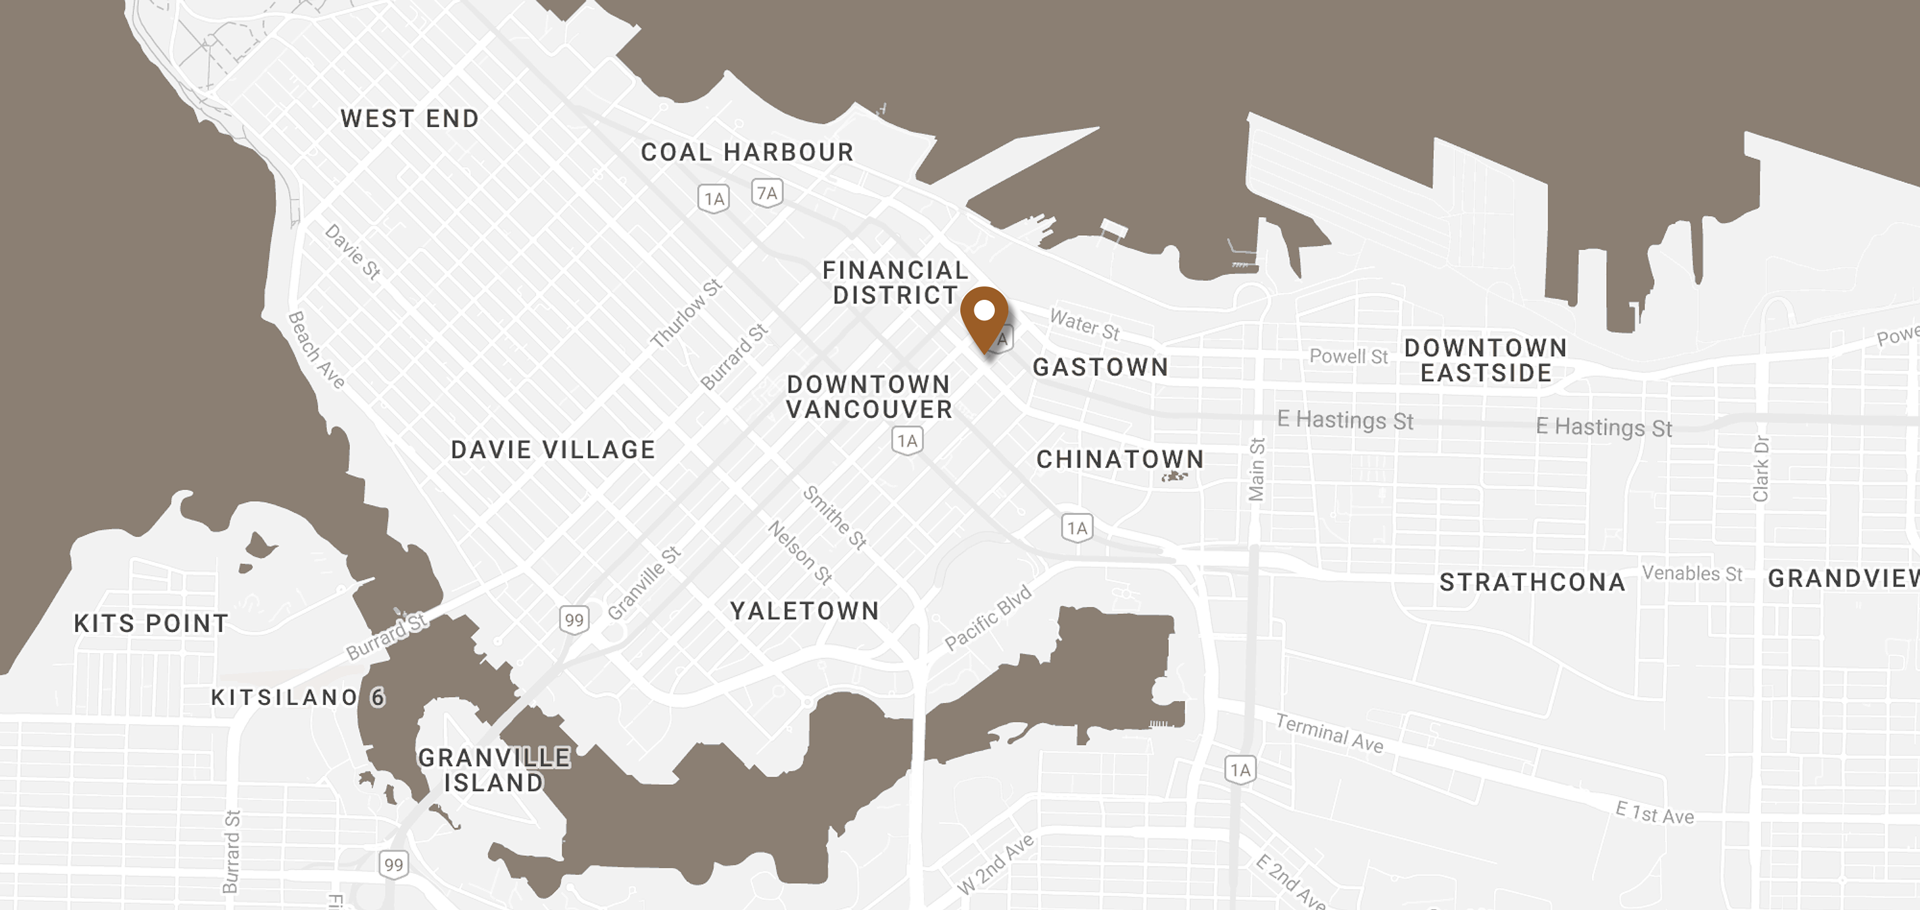 WEST END
COAL HARBOUR
1A
7A
Davie St
FINANCIAL
DISTRICT
Thurlow St
Burrard St
Beach Ave
Water St
A
GASTOWN
Powell St
DOWNTOWN
EASTSIDE
Powe
DOWNTOWN
VANCOUVER
1A
E Hastings St
E Hastings St
DAVIE VILLAGE
CHINATOWN
Main St
Clark Dr
Smithe St
Nelson St
1A
Granville St
99
YALETOWN
Pacific Blvd
STRATHCONA
Venables St
GRANDVIEW
KITS POINT
Burrard St
KITSILANO 6
Terminal Ave
GRANVILLE
ISLAND
1A
E 1st Ave
Burrard St
99
W 2nd Ave
E 2nd Ave
Fi